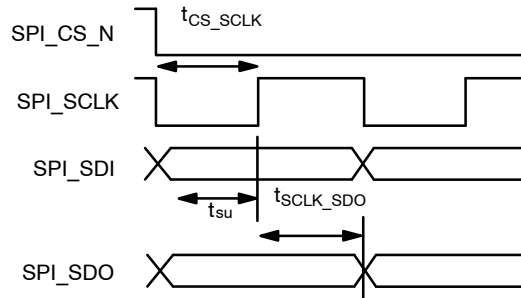 SPI_CS_N
tCS_SCLK
SPI_SCLK
SPI_SDI
tsu
tSCLK_SDO
SPI_SDO